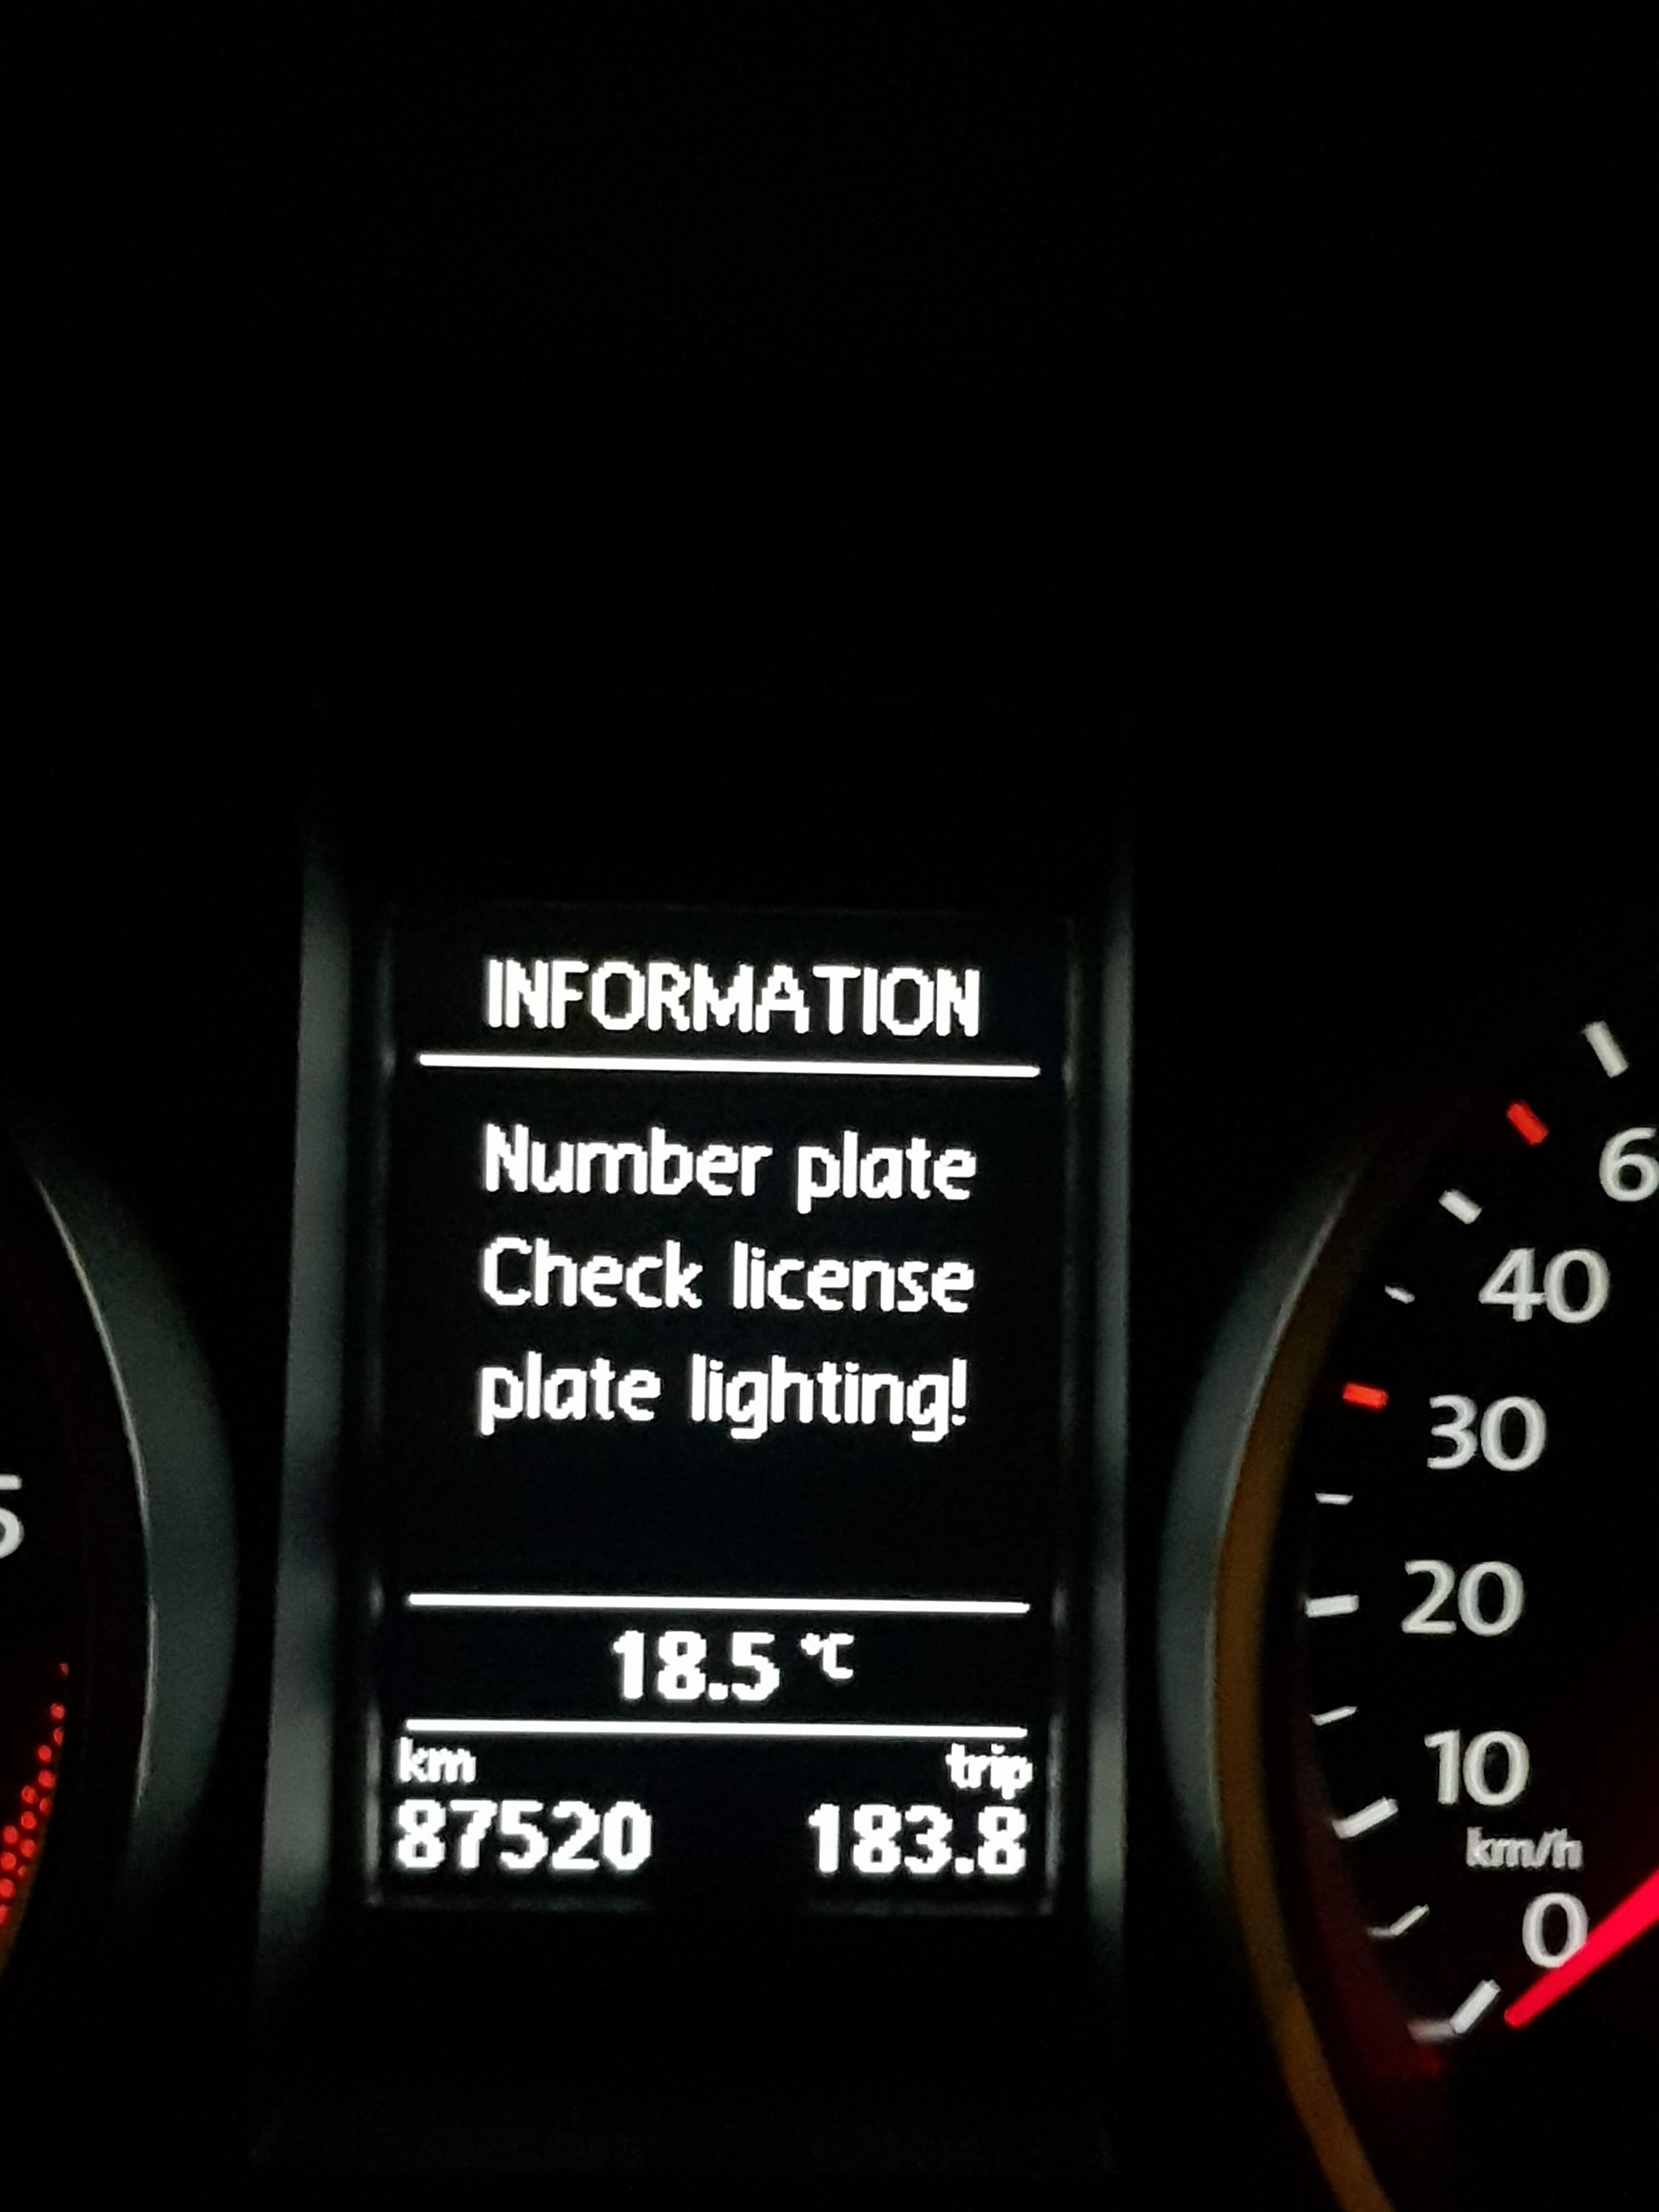 INFORMATION
Number plate
Check license
plate lighting!
18.5 °C
km trip
87520 183.8
40
30
20
10
km/h
0